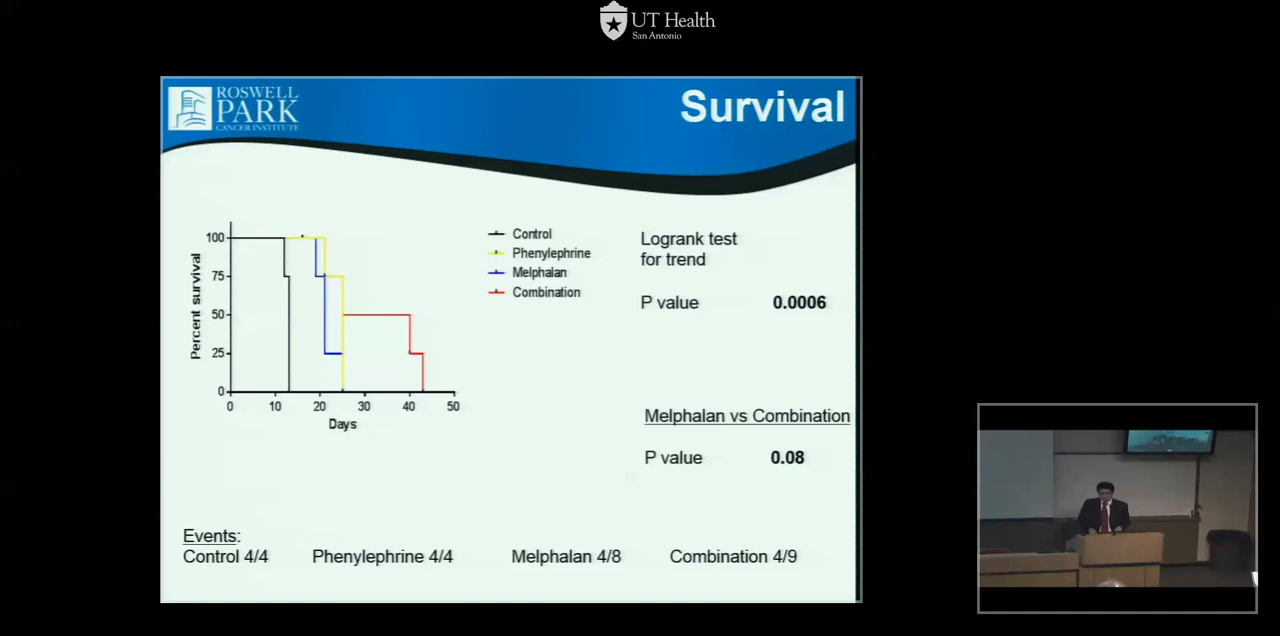 UT Health
San Antonio
ROSWELL
PARK
CANCER INSTITUTE
Survival
100
75
50
25
0
Percent survival
0 10 20 30 40 50
Days
Control
Phenylephrine
Melphalan
Combination
Logrank test
for trend
P value 0.0006
Melphalan vs Combination
P value 0.08
Events:
Control 4/4 Phenylephrine 4/4 Melphalan 4/8 Combination 4/9